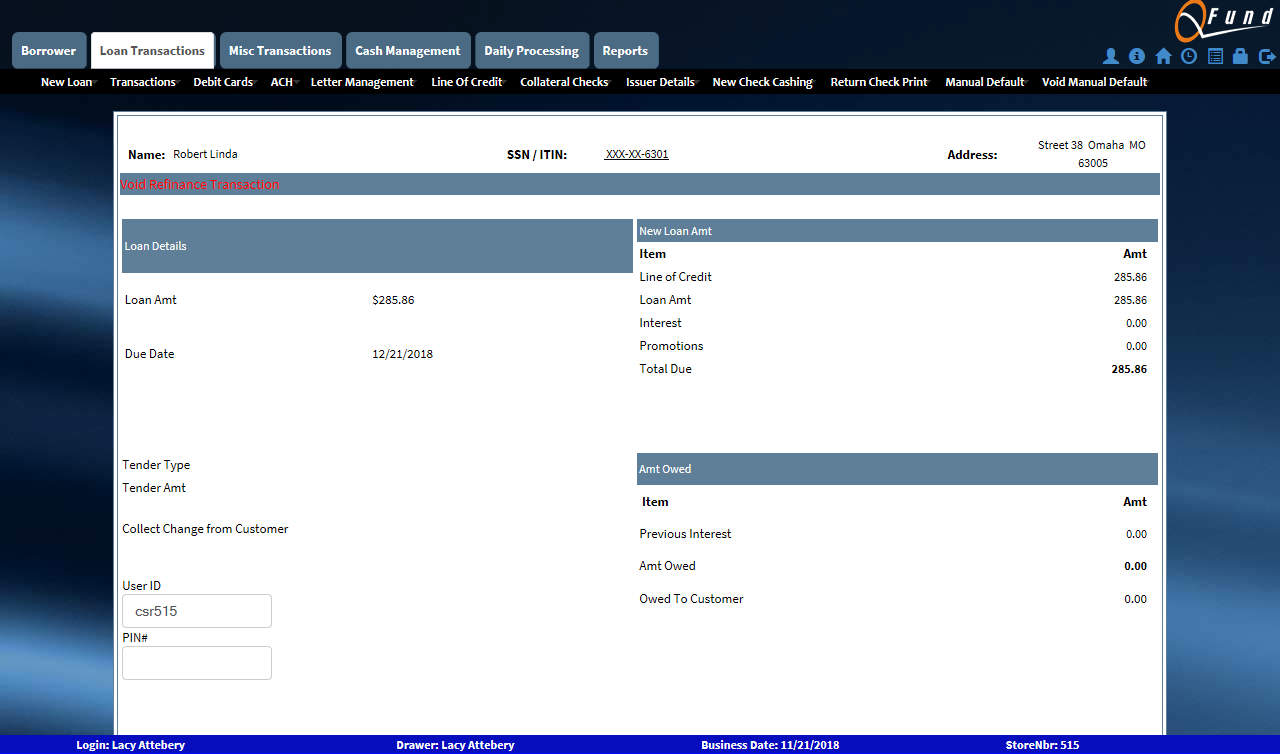 QFund
Borrower Loan Transactions Misc Transactions Cash Management Daily Processing Reports
New Loan Transactions Debit Cards ACH Letter Management Line Of Credit Collateral Checks Issuer Details New Check Cashing Return Check Print Manual Default Void Manual Default
Name: Robert Linda SSN / ITIN: XXX-XX-6301 Address: Street 38 Omaha MO
63005
Void Refinance Transaction
Loan Details
Loan Amt $285.86
Due Date 12/21/2018
New Loan Amt
Item Amt
Line of Credit 285.86
Loan Amt 285.86
Interest 0.00
Promotions 0.00
Total Due 285.86
Tender Type
Tender Amt
Collect Change from Customer
Amt Owed
Item Amt
Previous Interest 0.00
Amt Owed 0.00
Owed To Customer 0.00
User ID
csr515
PIN#
Login: Lacy Attebery Drawer: Lacy Attebery Business Date: 11/21/2018 StoreNbr: 515